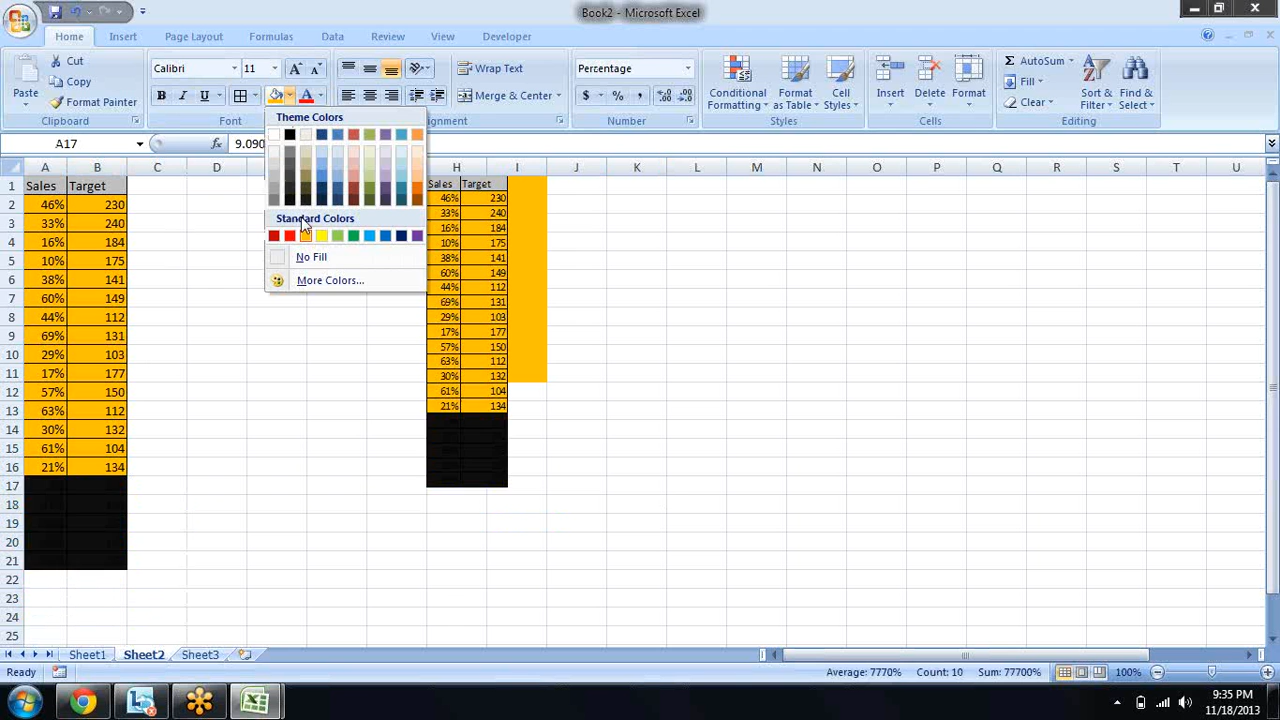 Book2 - Microsoft Excel
Home Insert Page Layout Formulas Data Review View Developer
Paste
Cut
Copy
Format Painter
Clipboard
Calibri 11
B I U A
Font
Wrap Text
Merge & Center
lignment
Percentage
$ % ,
Number
Conditional Formatting
Format as Table
Cell Styles
Styles
Insert Delete Format
Cells
Σ AutoSum
Fill
Clear
Sort & Filter
Find & Select
Editing
A17 fx 9.090
Theme Colors
Standard Colors
No Fill
More Colors...
A B C D H I J K L M N O P Q R S T U
1 Sales Target
2 46% 230
3 33% 240
4 16% 184
5 10% 175
6 38% 141
7 60% 149
8 44% 112
9 69% 131
10 29% 103
11 17% 177
12 57% 150
13 63% 112
14 30% 132
15 61% 104
16 21% 134
17
18
19
20
21
22
23
24
25
Sales Target
46% 230
33% 240
16% 184
10% 175
38% 141
60% 149
44% 112
69% 131
29% 103
17% 177
57% 150
63% 112
30% 132
61% 104
21% 134
Sheet1 Sheet2 Sheet3
Ready Average: 7770% Count: 10 Sum: 77700% 100%
9:35 PM
11/18/2013